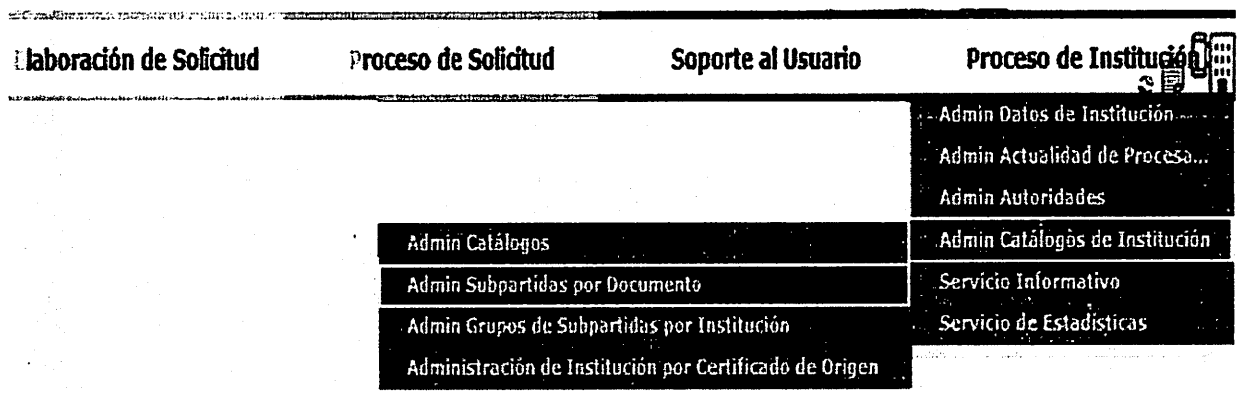 Elaboración de Solicitud
Proceso de Solicitud
Soporte al Usuario
Proceso de Institución
Admin Datos de Institución
Admin Actualidad de Procesa...
Admin Autoridades
Admin Catálogos de Institución
Servicio Informativo
Servicio de Estadísticas
Admin Catálogos
Admin Subpartidas por Documento
Admin Grupos de Subpartidas por Institución
Administración de Institución por Certificado de Origen